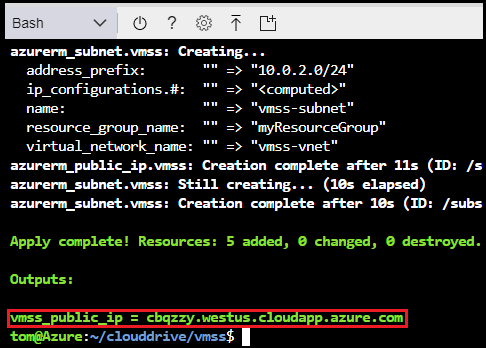 Bash
azurerm_subnet.vmss: Creating...
address_prefix: "" => "10.0.2.0/24"
ip_configurations.#: "" => "<computed>"
name: "" => "vmss-subnet"
resource_group_name: "" => "myResourceGroup"
virtual_network_name: "" => "vmss-vnet"
azurerm_public_ip.vmss: Creation complete after 11s (ID: /s
azurerm_subnet.vmss: Still creating... (10s elapsed)
azurerm_subnet.vmss: Creation complete after 10s (ID: /subs
Apply complete! Resources: 5 added, 0 changed, 0 destroyed.
Outputs:
vmss_public_ip = cbqzzy.westus.cloudapp.azure.com
tom@Azure:~/clouddrive/vmss$